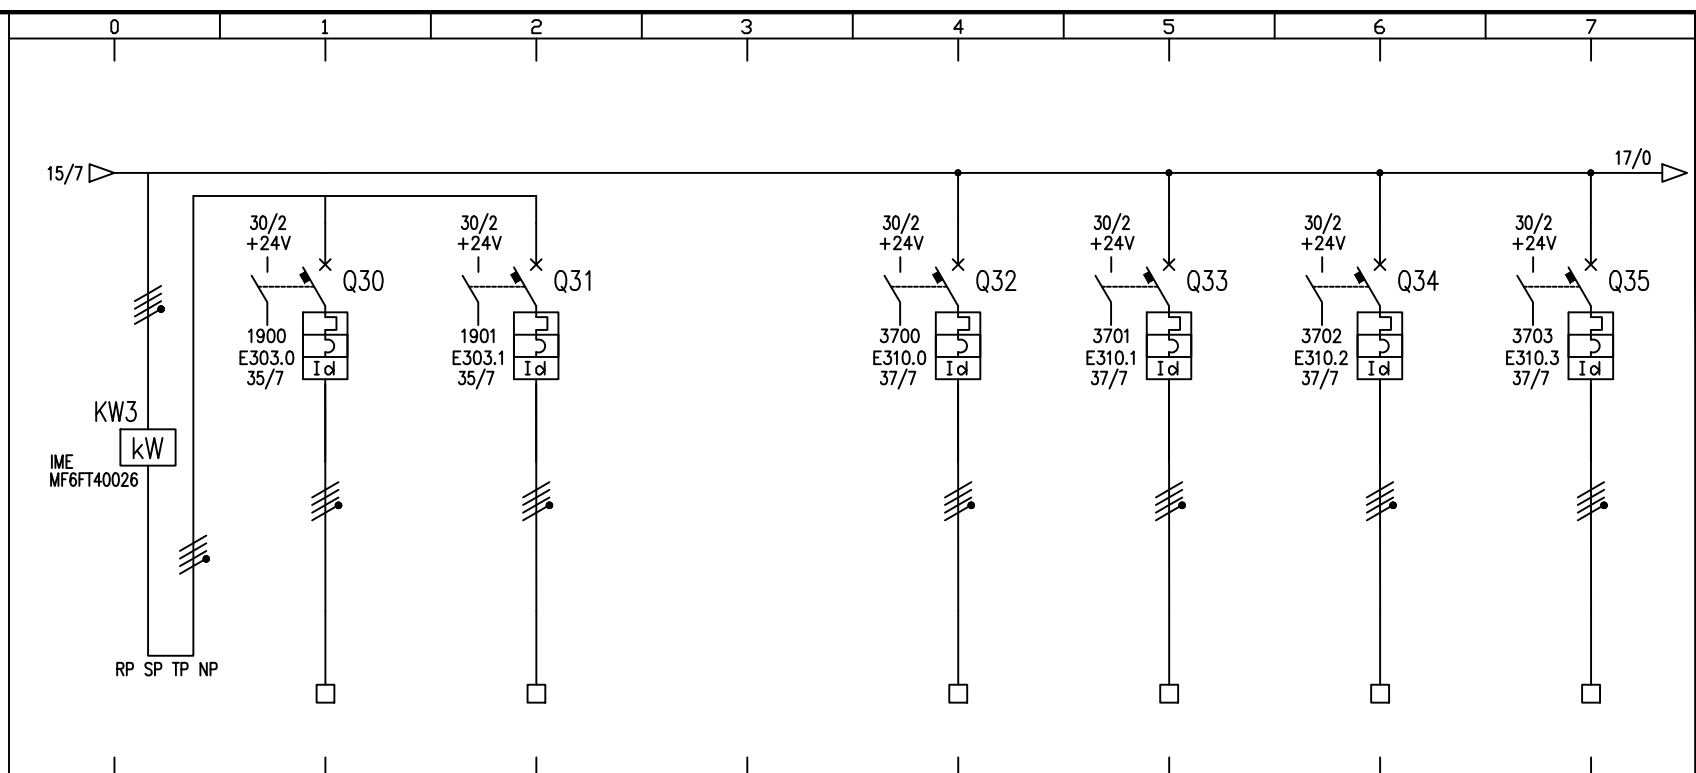 0 1 2 3 4 5 6 7
15/7
17/0
30/2
+24V
Q30
1900
E303.0
35/7
Id
30/2
+24V
Q31
1901
E303.1
35/7
Id
30/2
+24V
Q32
3700
E310.0
37/7
Id
30/2
+24V
Q33
3701
E310.1
37/7
Id
30/2
+24V
Q34
3702
E310.2
37/7
Id
30/2
+24V
Q35
3703
E310.3
37/7
Id
KW3
kW
IME
MF6FT40026
RP SP TP NP